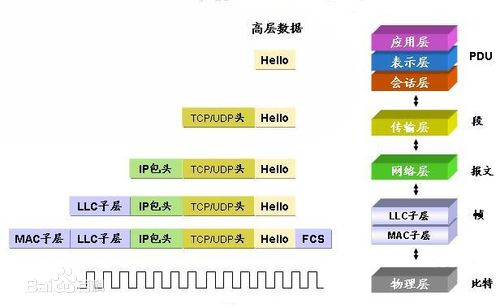 高层数据
应用层
Hello
表示层
PDU
会话层
TCP/UDP头 Hello
传输层
段
IP包头 TCP/UDP头 Hello
网络层
报文
LLC子层 IP包头 TCP/UDP头 Hello
LLC子层
帧
MAC子层 LLC子层 IP包头 TCP/UDP头 Hello FCS
MAC子层
物理层
比特
Bai百科